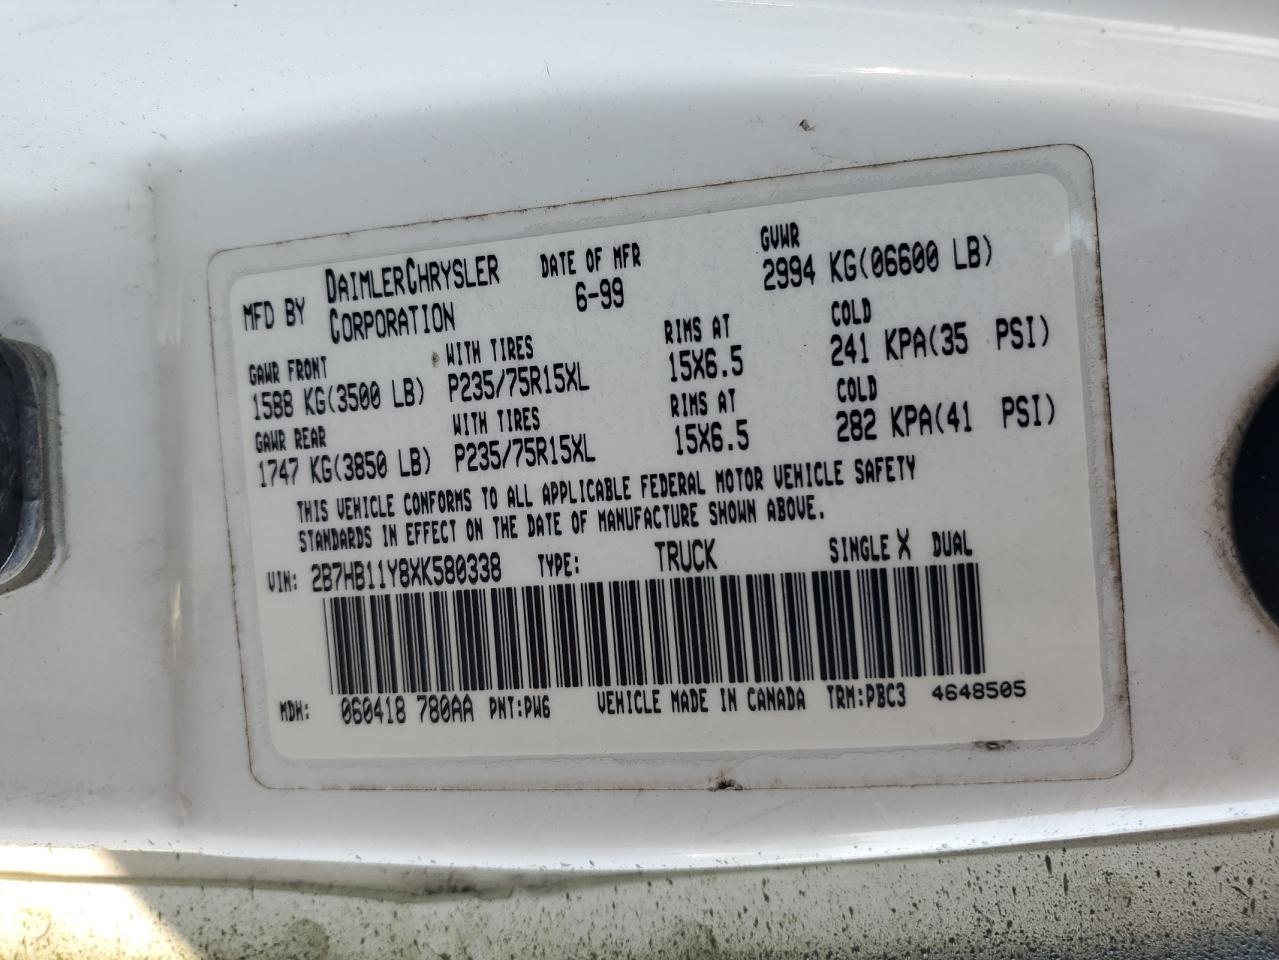 MFD BY DAIMLERCHRYSLER CORPORATION DATE OF MFR 6-99 GVWR 2994 KG(06600 LB)
GAWR FRONT WITH TIRES RIMS AT COLD
1588 KG(3500 LB) P235/75R15XL 15X6.5 241 KPA(35 PSI)
GAWR REAR WITH TIRES RIMS AT COLD
1747 KG(3850 LB) P235/75R15XL 15X6.5 282 KPA(41 PSI)
THIS VEHICLE CONFORMS TO ALL APPLICABLE FEDERAL MOTOR VEHICLE SAFETY
STANDARDS IN EFFECT ON THE DATE OF MANUFACTURE SHOWN ABOVE.
VIN: 2B7HB11Y8XK580338 TYPE: TRUCK SINGLE X DUAL
MDH: 060418 780AA PNT:PW6 VEHICLE MADE IN CANADA TRM:PBC3 4648505